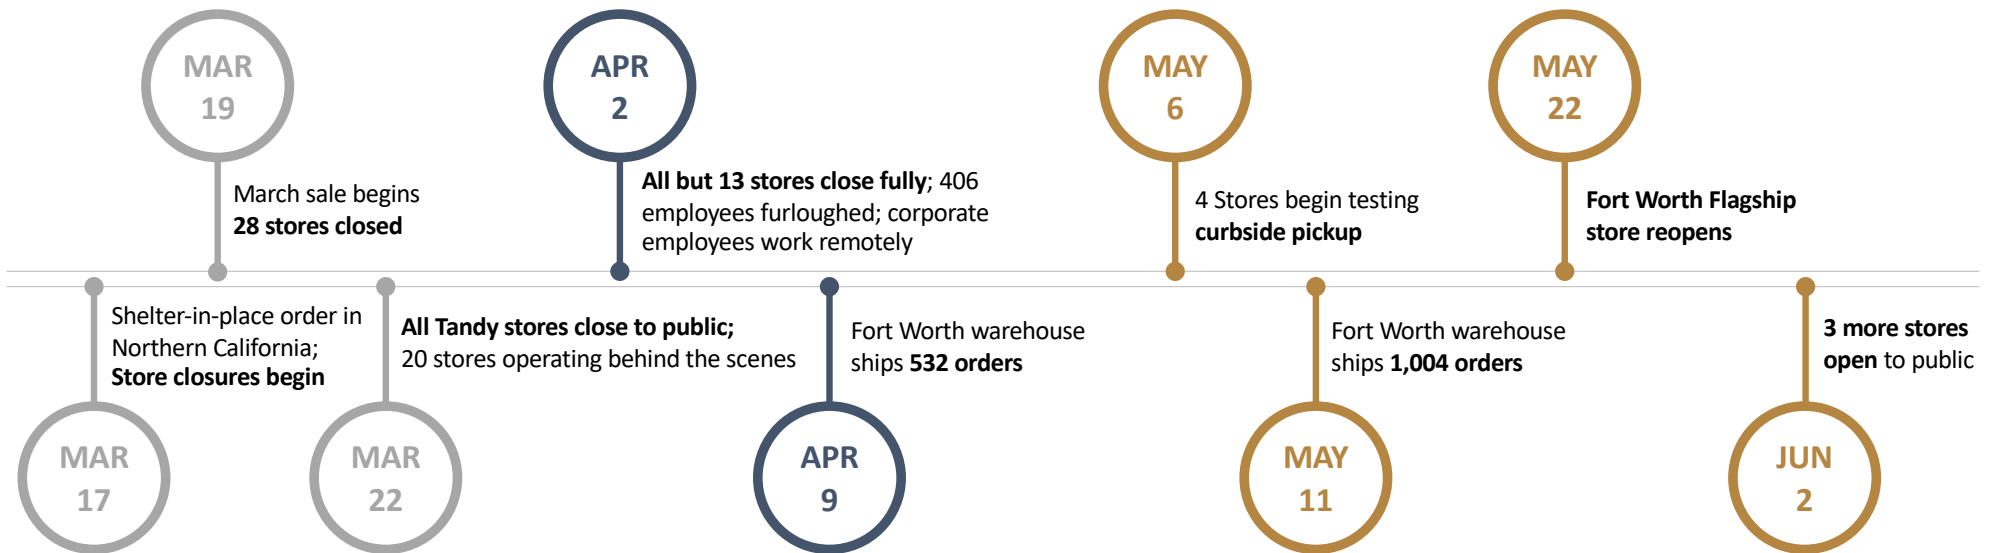 MAR
19
March sale begins
28 stores closed
APR
2
All but 13 stores close fully; 406
employees furloughed; corporate
employees work remotely
MAY
6
4 Stores begin testing
curbside pickup
MAY
22
Fort Worth Flagship
store reopens
Shelter-in-place order in
Northern California;
Store closures begin
MAR
17
All Tandy stores close to public;
20 stores operating behind the scenes
MAR
22
Fort Worth warehouse
ships 532 orders
APR
9
Fort Worth warehouse
ships 1,004 orders
MAY
11
3 more stores
open to public
JUN
2